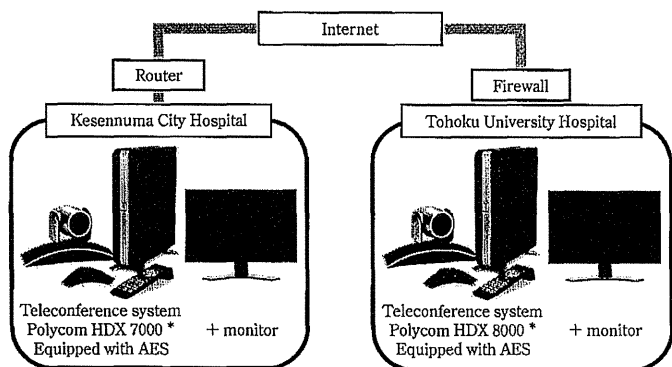 Internet
Router
Firewall
Kesennuma City Hospital
Tohoku University Hospital
Teleconference system
Polycom HDX 7000 *
Equipped with AES
+ monitor
Teleconference system
Polycom HDX 8000 *
Equipped with AES
+ monitor